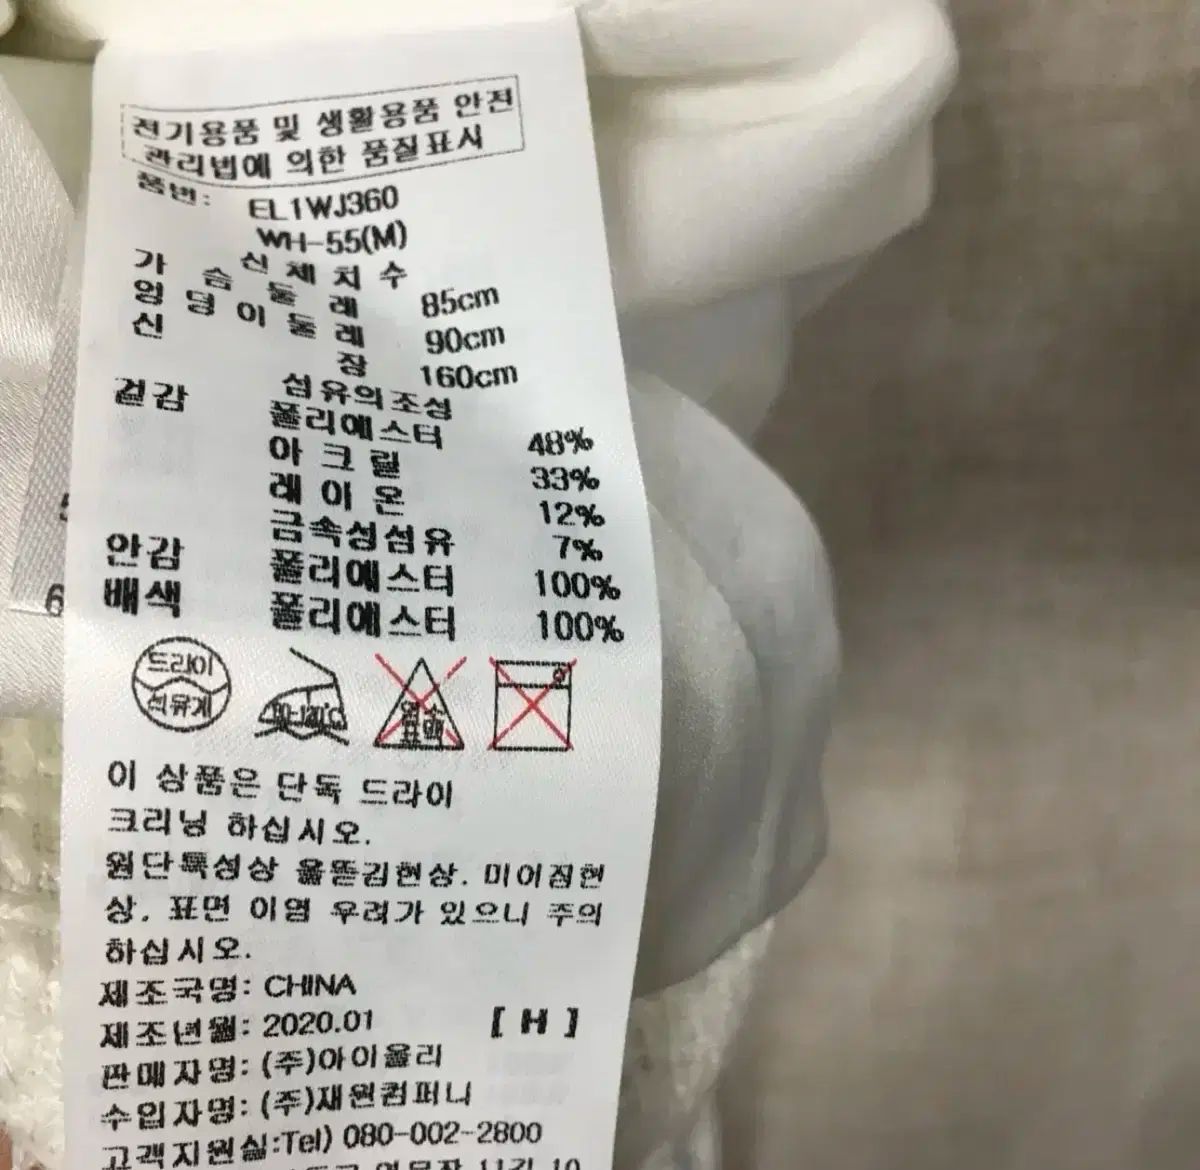 전기용품 및 생활용품 안전
관리법에 의한 품질표시
품번: EL1WJ360
WH-55(M)
신체치수
가슴둘레 85cm
엉덩이둘레 90cm
신장 160cm
섬유의조성
겉감 폴리에스터 48%
아크릴 33%
레이온 12%
금속성섬유 7%
안감 폴리에스터 100%
배색 폴리에스터 100%
드라이
석유계
80-120℃
염소
표백
이 상품은 단독 드라이
크리닝 하십시오.
원단특성상 올뜯김현상. 미어짐현
상. 표면 이염 우려가 있으니 주의
하십시오.
제조국명: CHINA
제조년월: 2020.01 [ H ]
판매자명: (주)아이올리
수입자명: (주)재원컴퍼니
고객지원실:Tel) 080-002-2800
6